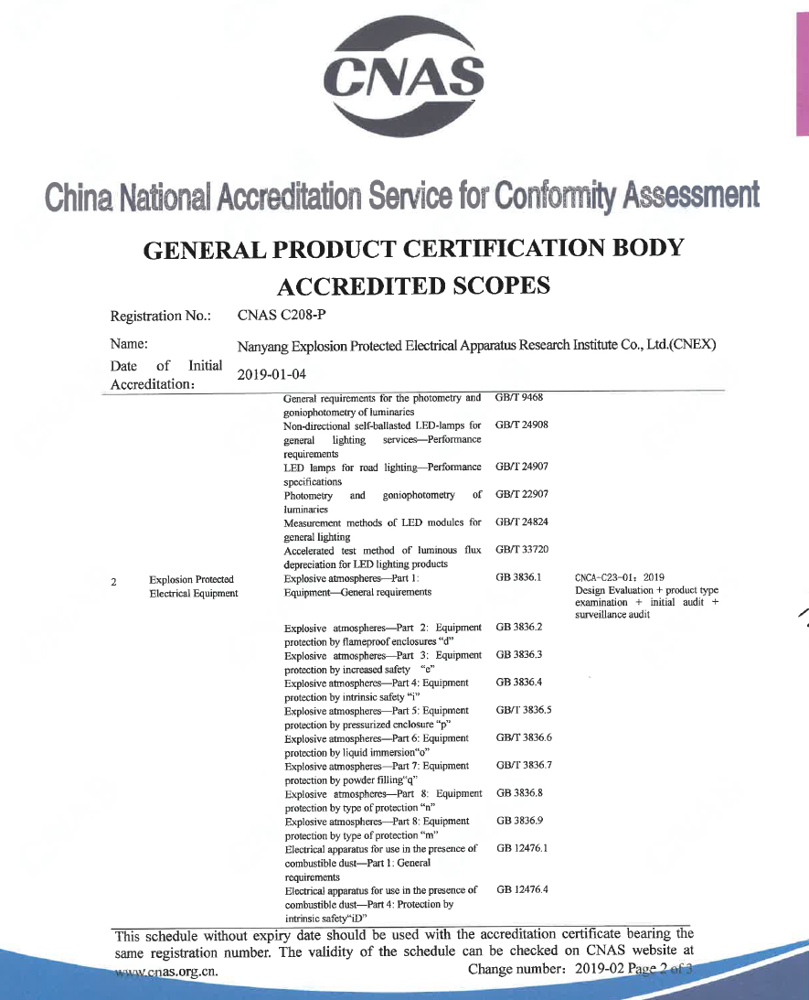 CNAS
China National Accreditation Service for Conformity Assessment
GENERAL PRODUCT CERTIFICATION BODY
ACCREDITED SCOPES
Registration No.: CNAS C208-P
Name: Nanyang Explosion Protected Electrical Apparatus Research Institute Co., Ltd.(CNEX)
Date of Initial
Accreditation: 2019-01-04
General requirements for the photometry and GB/T 9468
goniophotometry of luminaries
Non-directional self-ballasted LED-lamps for GB/T 24908
general lighting services—Performance
requirements
LED lamps for road lighting—Performance GB/T 24907
specifications
Photometry and goniophotometry of GB/T 22907
luminaries
Measurement methods of LED modules for GB/T 24824
general lighting
Accelerated test method of luminous flux GB/T 33720
depreciation for LED lighting products
2 Explosion Protected Explosive atmospheres—Part 1: GB 3836.1 CNCA-C23-01: 2019
Electrical Equipment Equipment—General requirements Design Evaluation + product type
examination + initial audit +
surveillance audit
Explosive atmospheres—Part 2: Equipment GB 3836.2
protection by flameproof enclosures “d”
Explosive atmospheres—Part 3: Equipment GB 3836.3
protection by increased safety “e”
Explosive atmospheres—Part 4: Equipment GB 3836.4
protection by intrinsic safety “i”
Explosive atmospheres—Part 5: Equipment GB/T 3836.5
protection by pressurized enclosure “p”
Explosive atmospheres—Part 6: Equipment GB/T 3836.6
protection by liquid immersion“o”
Explosive atmospheres—Part 7: Equipment GB/T 3836.7
protection by powder filling“q”
Explosive atmospheres—Part 8: Equipment GB 3836.8
protection by type of protection “n”
Explosive atmospheres—Part 8: Equipment GB 3836.9
protection by type of protection “m”
Electrical apparatus for use in the presence of GB 12476.1
combustible dust—Part 1: General
requirements
Electrical apparatus for use in the presence of GB 12476.4
combustible dust—Part 4: Protection by
intrinsic safety“iD”
This schedule without expiry date should be used with the accreditation certificate bearing the
same registration number. The validity of the schedule can be checked on CNAS website at
www.cnas.org.cn. Change number: 2019-02 Page 2 of 3